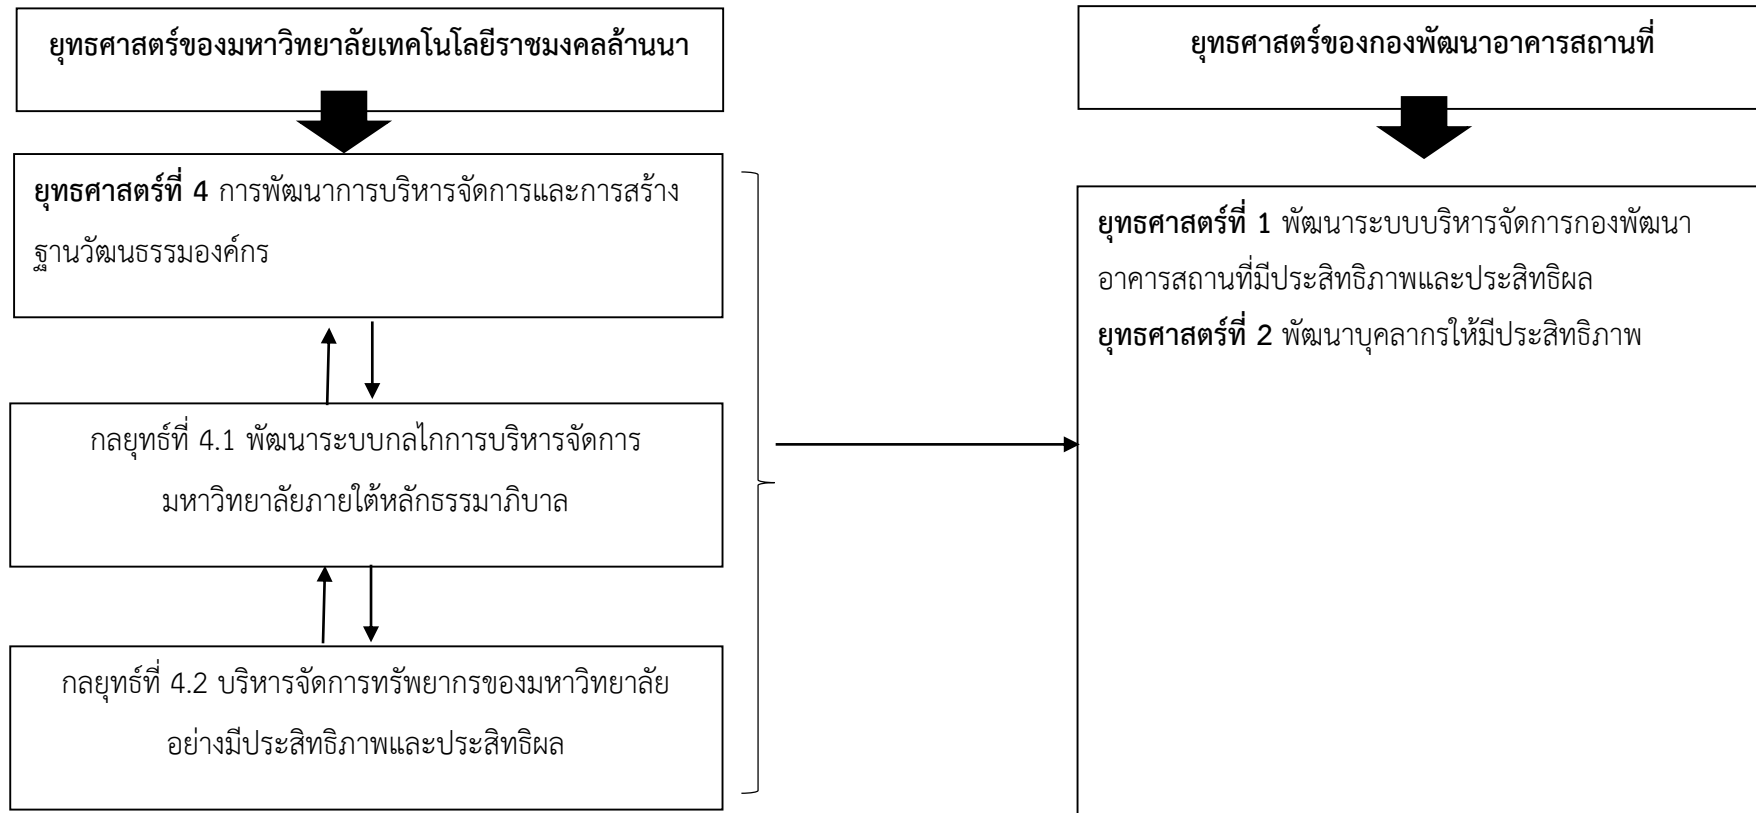 ยุทธศาสตร์ของมหาวิทยาลัยเทคโนโลยีราชมงคลล้านนา
ยุทธศาสตร์ที่ 4 การพัฒนาการบริหารจัดการและการสร้าง
ฐานวัฒนธรรมองค์กร
กลยุทธ์ที่ 4.1 พัฒนาระบบกลไกการบริหารจัดการ
มหาวิทยาลัยภายใต้หลักธรรมาภิบาล
กลยุทธ์ที่ 4.2 บริหารจัดการทรัพยากรของมหาวิทยาลัย
อย่างมีประสิทธิภาพและประสิทธิผล
ยุทธศาสตร์ของกองพัฒนาอาคารสถานที่
ยุทธศาสตร์ที่ 1 พัฒนาระบบบริหารจัดการกองพัฒนา
อาคารสถานที่มีประสิทธิภาพและประสิทธิผล
ยุทธศาสตร์ที่ 2 พัฒนาบุคลากรให้มีประสิทธิภาพ